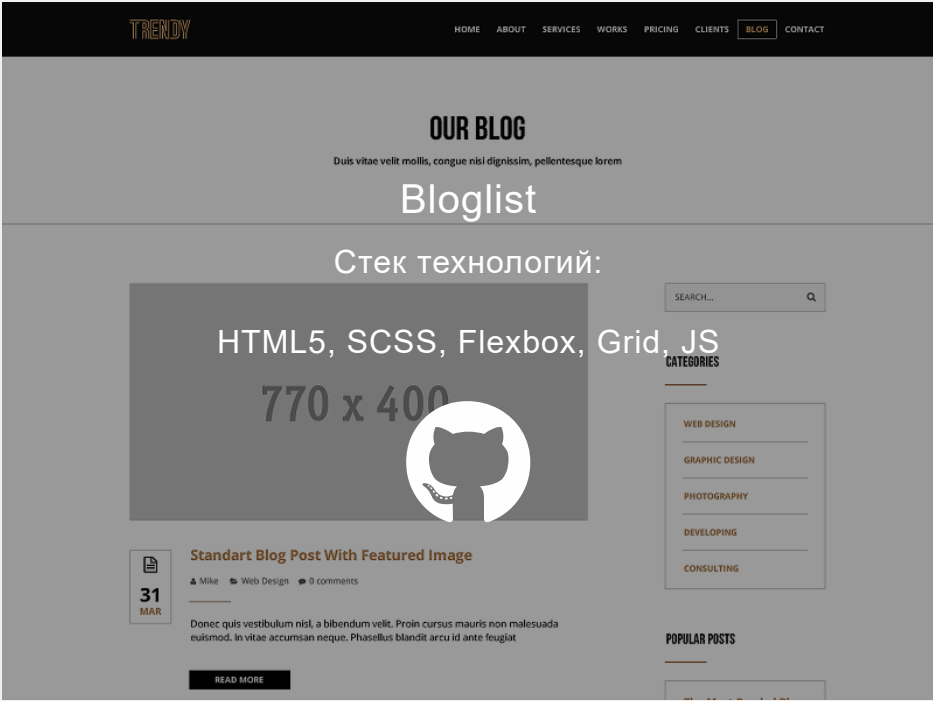 TRENDY
HOME ABOUT SERVICES WORKS PRICING CLIENTS BLOG CONTACT
OUR BLOG
Duis vitae velit mollis, congue nisi dignissim, pellentesque lorem
Bloglist
Стек технологий:
SEARCH...
HTML5, SCSS, Flexbox, Grid, JS
CATEGORIES
770 x 400
WEB DESIGN
GRAPHIC DESIGN
PHOTOGRAPHY
DEVELOPING
CONSULTING
Standart Blog Post With Featured Image
31
MAR
Mike Web Design 0 comments
Donec quis vestibulum nisl, a bibendum velit. Proin cursus mauris non malesuada
euismod. In vitae accumsan neque. Phasellus blandit arcu id ante feugiat
READ MORE
POPULAR POSTS